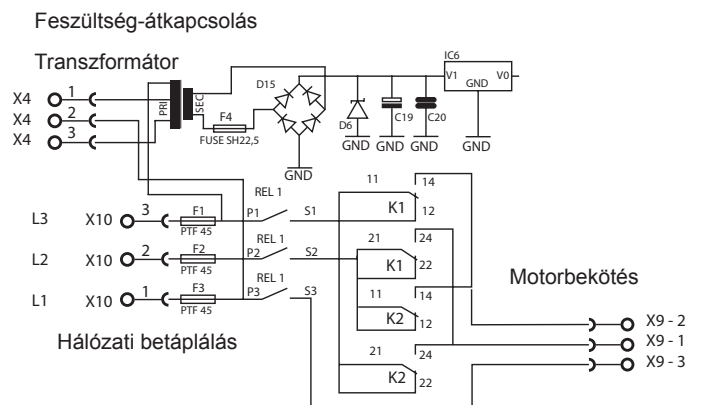 Feszültség-átkapcsolás
Transzformátor
X4 1
X4 2
X4 3
PRI
SEC
F4
FUSE SH22,5
D15
GND
D6
GND
C19
GND
C20
GND
IC6
V1 V0
GND
GND
L3 X10 3 F1
PTF 45
P1 REL 1 S1
L2 X10 2 F2
PTF 45
P2 REL 1 S2
L1 X10 1 F3
PTF 45
P3 REL 1 S3
Hálózati betáplálás
11 14
K1 12
21 24
K1 22
11 14
K2 12
21 24
K2 22
Motorbekötés
X9 - 2
X9 - 1
X9 - 3